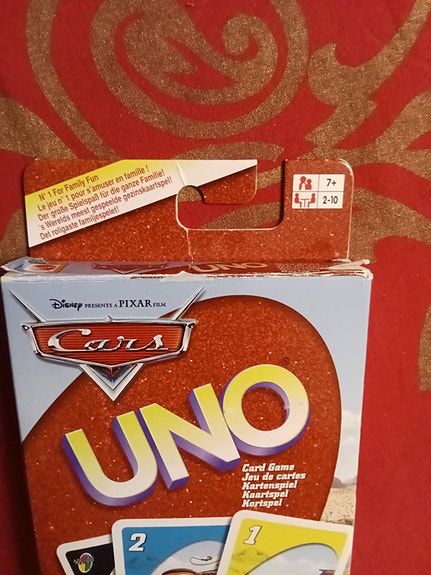 N° 1 For Family Fun
Le jeu n° 1 pour s'amuser en famille !
Der große Spielspaß für die ganze Familie!
's Werelds meest gespeelde gezinskaartspel!
Det roligaste familjespelet!
7+
2-10
UNO
DISNEY PRESENTS A PIXAR FILM
Cars
UNO
Card Game
Jeu de cartes
Kartenspiel
Kaartspel
Kortspel
2
1